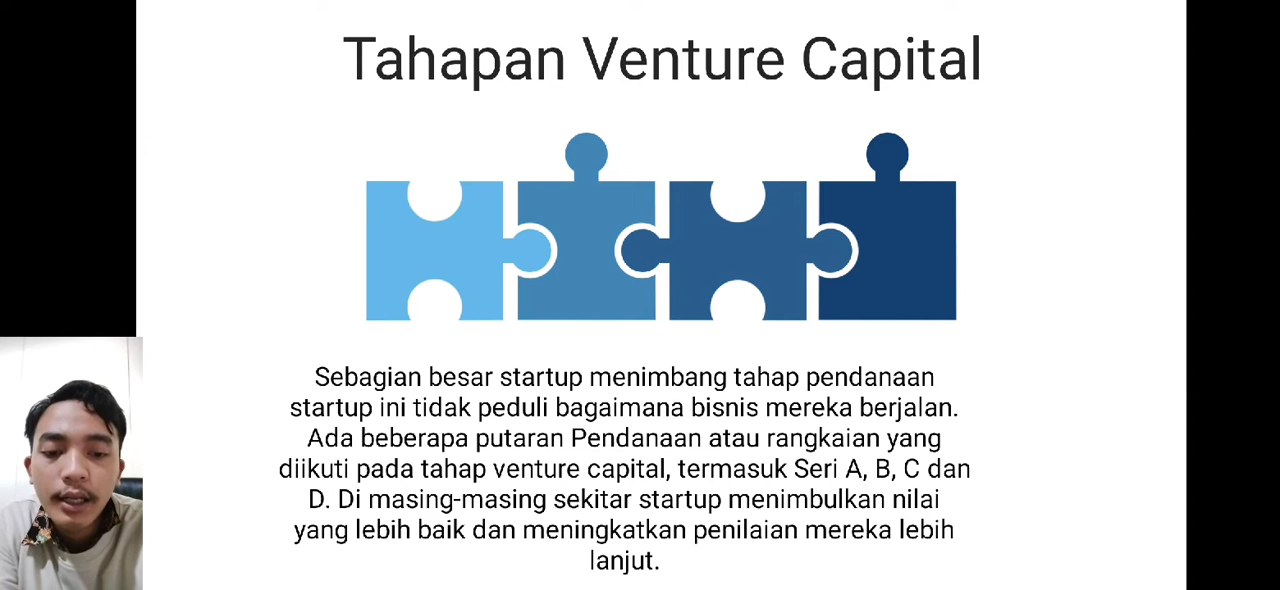 Tahapan Venture Capital
Sebagian besar startup menimbang tahap pendanaan
startup ini tidak peduli bagaimana bisnis mereka berjalan.
Ada beberapa putaran Pendanaan atau rangkaian yang
diikuti pada tahap venture capital, termasuk Seri A, B, C dan
D. Di masing-masing sekitar startup menimbulkan nilai
yang lebih baik dan meningkatkan penilaian mereka lebih
lanjut.